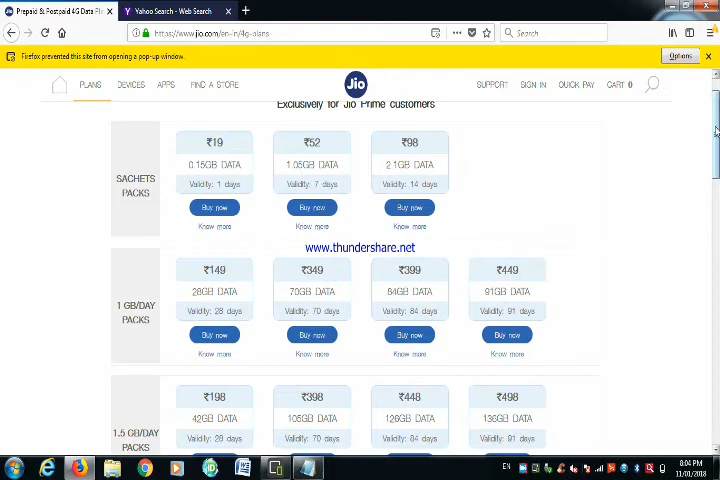 Prepaid & Postpaid 4G Data Pla
Yahoo Search - Web Search
https://www.jio.com/en-in/4g-plans
Search
Firefox prevented this site from opening a pop-up window.
Options
PLANS DEVICES APPS FIND A STORE
Jio
SUPPORT SIGN IN QUICK PAY CART 0
Exclusively for Jio Prime customers
SACHETS PACKS
₹19 ₹52 ₹98
0.15GB DATA 1.05GB DATA 2.1GB DATA
Validity: 1 days Validity: 7 days Validity: 14 days
Buy now Buy now Buy now
Know more Know more Know more
www.thundershare.net
1 GB/DAY PACKS
₹149 ₹349 ₹399 ₹449
28GB DATA 70GB DATA 84GB DATA 91GB DATA
Validity: 28 days Validity: 70 days Validity: 84 days Validity: 91 days
Buy now Buy now Buy now Buy now
Know more Know more Know more Know more
1.5 GB/DAY PACKS
₹198 ₹398 ₹448 ₹498
42GB DATA 105GB DATA 126GB DATA 136GB DATA
Validity: 28 days Validity: 70 days Validity: 84 days Validity: 91 days
EN
8:04 PM
11/01/2018